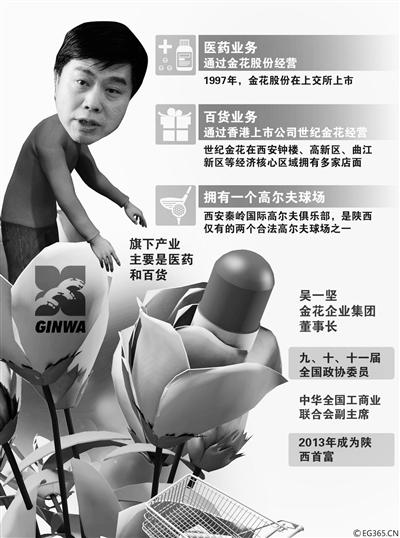 医药业务
通过金花股份经营
1997年，金花股份在上交所上市
百货业务
通过香港上市公司世纪金花经营
世纪金花在西安钟楼、高新区、曲江
新区等经济核心区域拥有多家店面
拥有一个高尔夫球场
西安秦岭国际高尔夫俱乐部，是陕西
仅有的两个合法高尔夫球场之一
旗下产业
主要是医药
和百货
GINWA
吴一坚
金花企业集团
董事长
九、十、十一届
全国政协委员
中华全国工商业
联合会副主席
2013年成为陕
西首富
©EG365.CN